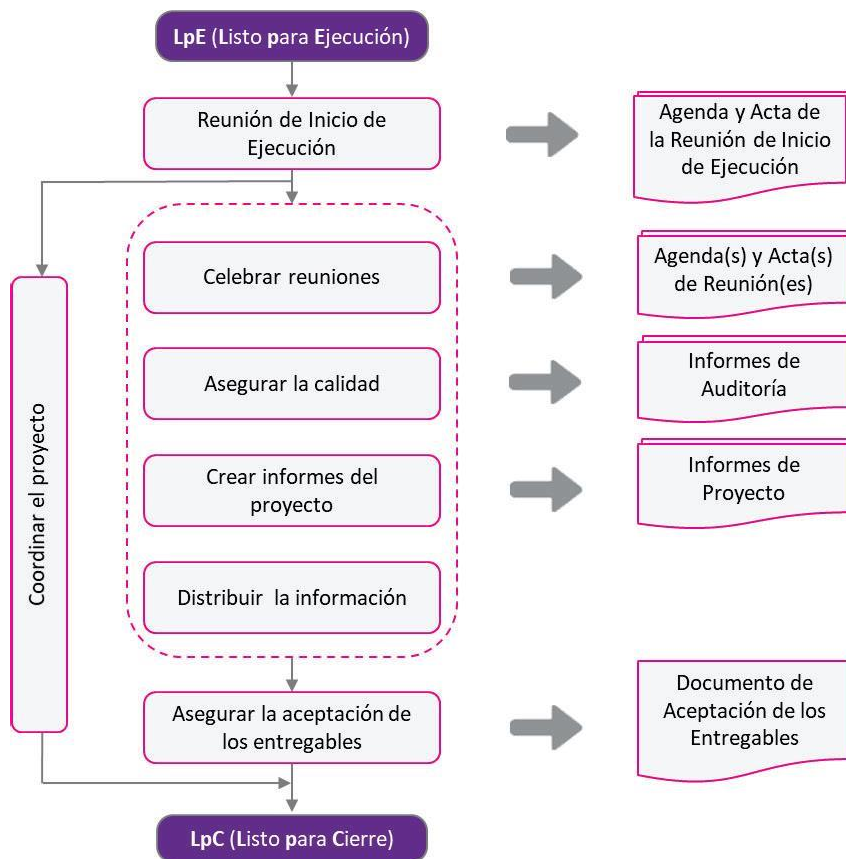 LpE (Listo para Ejecución)
Reunión de Inicio de
Ejecución
Agenda y Acta de
la Reunión de Inicio
de Ejecución
Celebrar reuniones
Agenda(s) y Acta(s)
de Reunión(es)
Asegurar la calidad
Informes de
Auditoría
Coordinar el proyecto
Crear informes del
proyecto
Informes de
Proyecto
Distribuir la información
Asegurar la aceptación de
los entregables
Documento de
Aceptación de los
Entregables
LpC (Listo para Cierre)